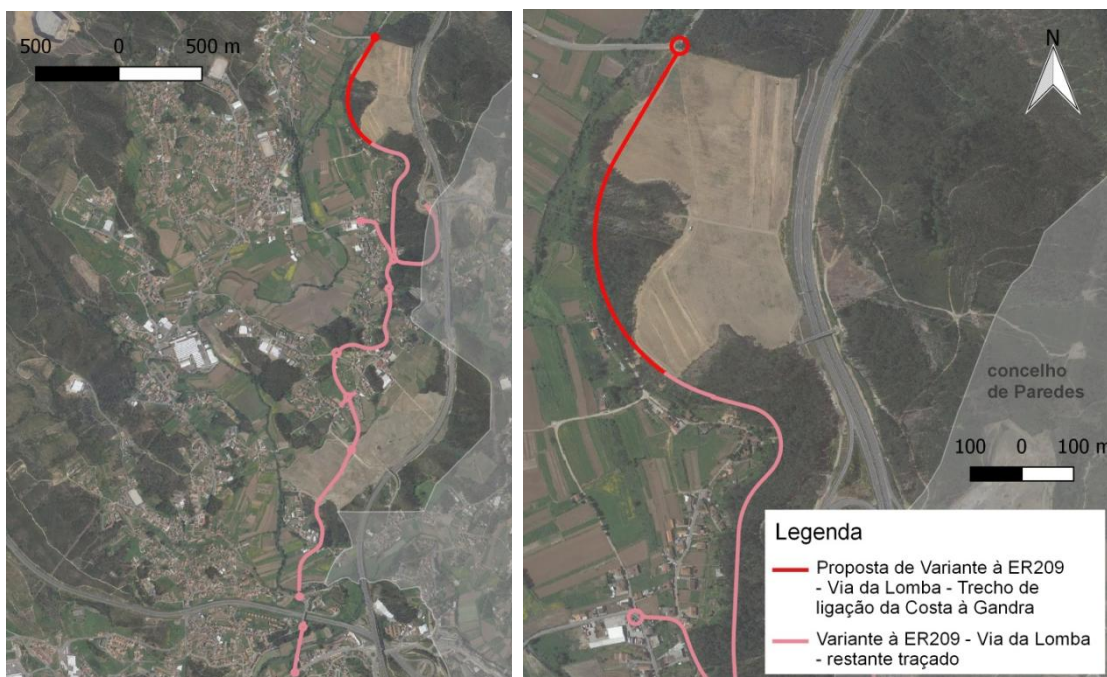 500 0 500 m
N
concelho
de Paredes
100 0 100 m
Legenda
Proposta de Variante à ER209
- Via da Lomba - Trecho de
ligação da Costa à Gandra
Variante à ER209 - Via da Lomba
- restante traçado